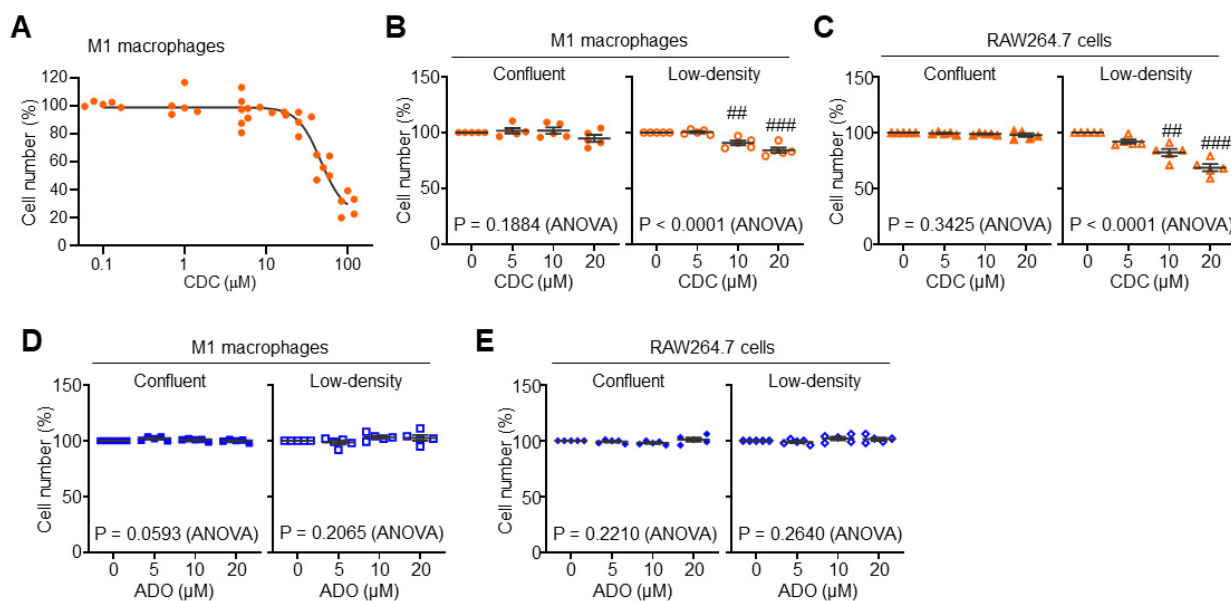 A
M1 macrophages
120
100
80
60
40
20
0
Cell number (%)
0.1 1 10 100
CDC (µM)
B
M1 macrophages
Confluent Low-density
150
100
50
0
Cell number (%)
## ###
P = 0.1884 (ANOVA) P < 0.0001 (ANOVA)
0 5 10 20 0 5 10 20
CDC (µM) CDC (µM)
C
RAW264.7 cells
Confluent Low-density
150
100
50
0
Cell number (%)
## ###
P = 0.3425 (ANOVA) P < 0.0001 (ANOVA)
0 5 10 20 0 5 10 20
CDC (µM) CDC (µM)
D
M1 macrophages
Confluent Low-density
150
100
50
0
Cell number (%)
P = 0.0593 (ANOVA) P = 0.2065 (ANOVA)
0 5 10 20 0 5 10 20
ADO (µM) ADO (µM)
E
RAW264.7 cells
Confluent Low-density
150
100
50
0
Cell number (%)
P = 0.2210 (ANOVA) P = 0.2640 (ANOVA)
0 5 10 20 0 5 10 20
ADO (µM) ADO (µM)